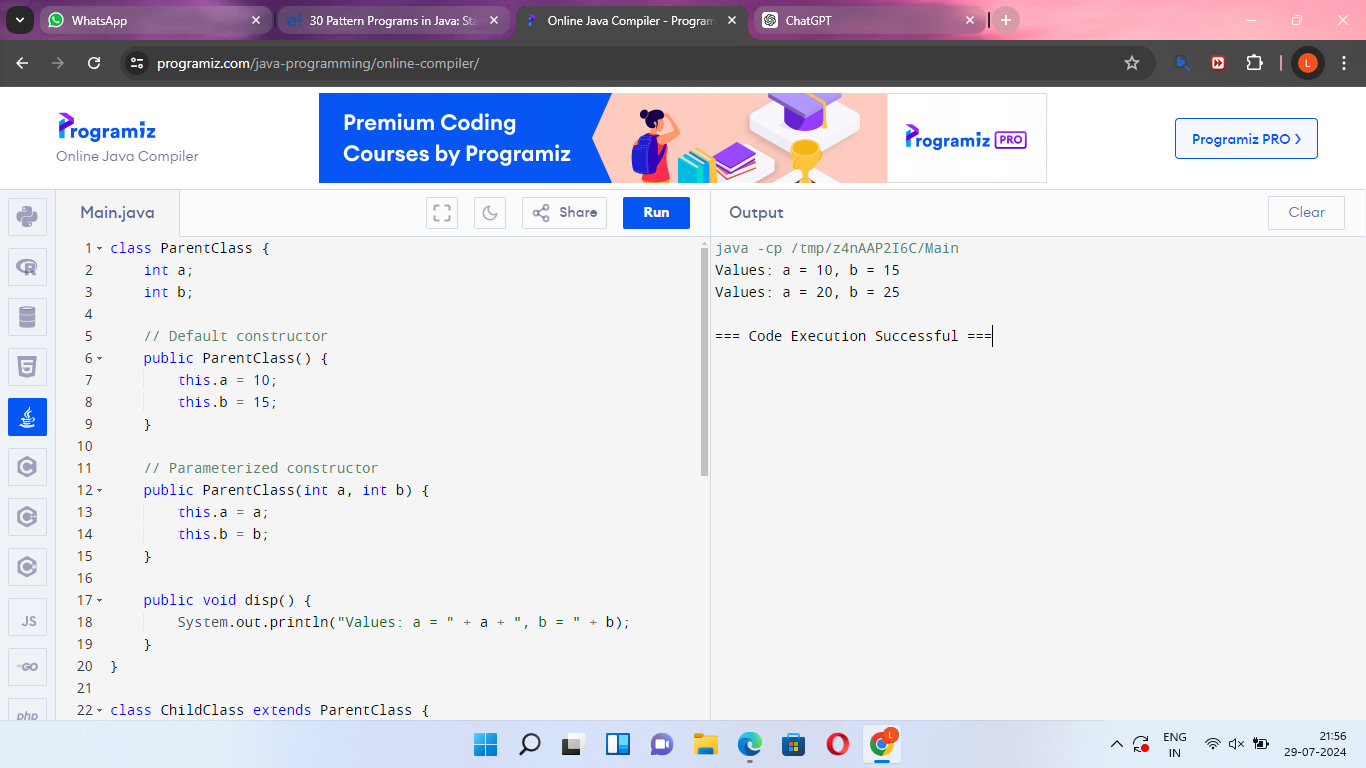 WhatsApp
30 Pattern Programs in Java: Sta
Online Java Compiler - Program
ChatGPT
programiz.com/java-programming/online-compiler/
L
Programiz
Online Java Compiler
Premium Coding
Courses by Programiz
Programiz PRO
Programiz PRO >
Main.java
Share
Run
Output
Clear
1 class ParentClass {
2 int a;
3 int b;
4
5 // Default constructor
6 public ParentClass() {
7 this.a = 10;
8 this.b = 15;
9 }
10
11 // Parameterized constructor
12 public ParentClass(int a, int b) {
13 this.a = a;
14 this.b = b;
15 }
16
17 public void disp() {
18 System.out.println("Values: a = " + a + ", b = " + b);
19 }
20 }
21
22 class ChildClass extends ParentClass {
java -cp /tmp/z4nAAP2I6C/Main
Values: a = 10, b = 15
Values: a = 20, b = 25
=== Code Execution Successful ===
JS
GO
php
L
ENG
IN
21:56
29-07-2024